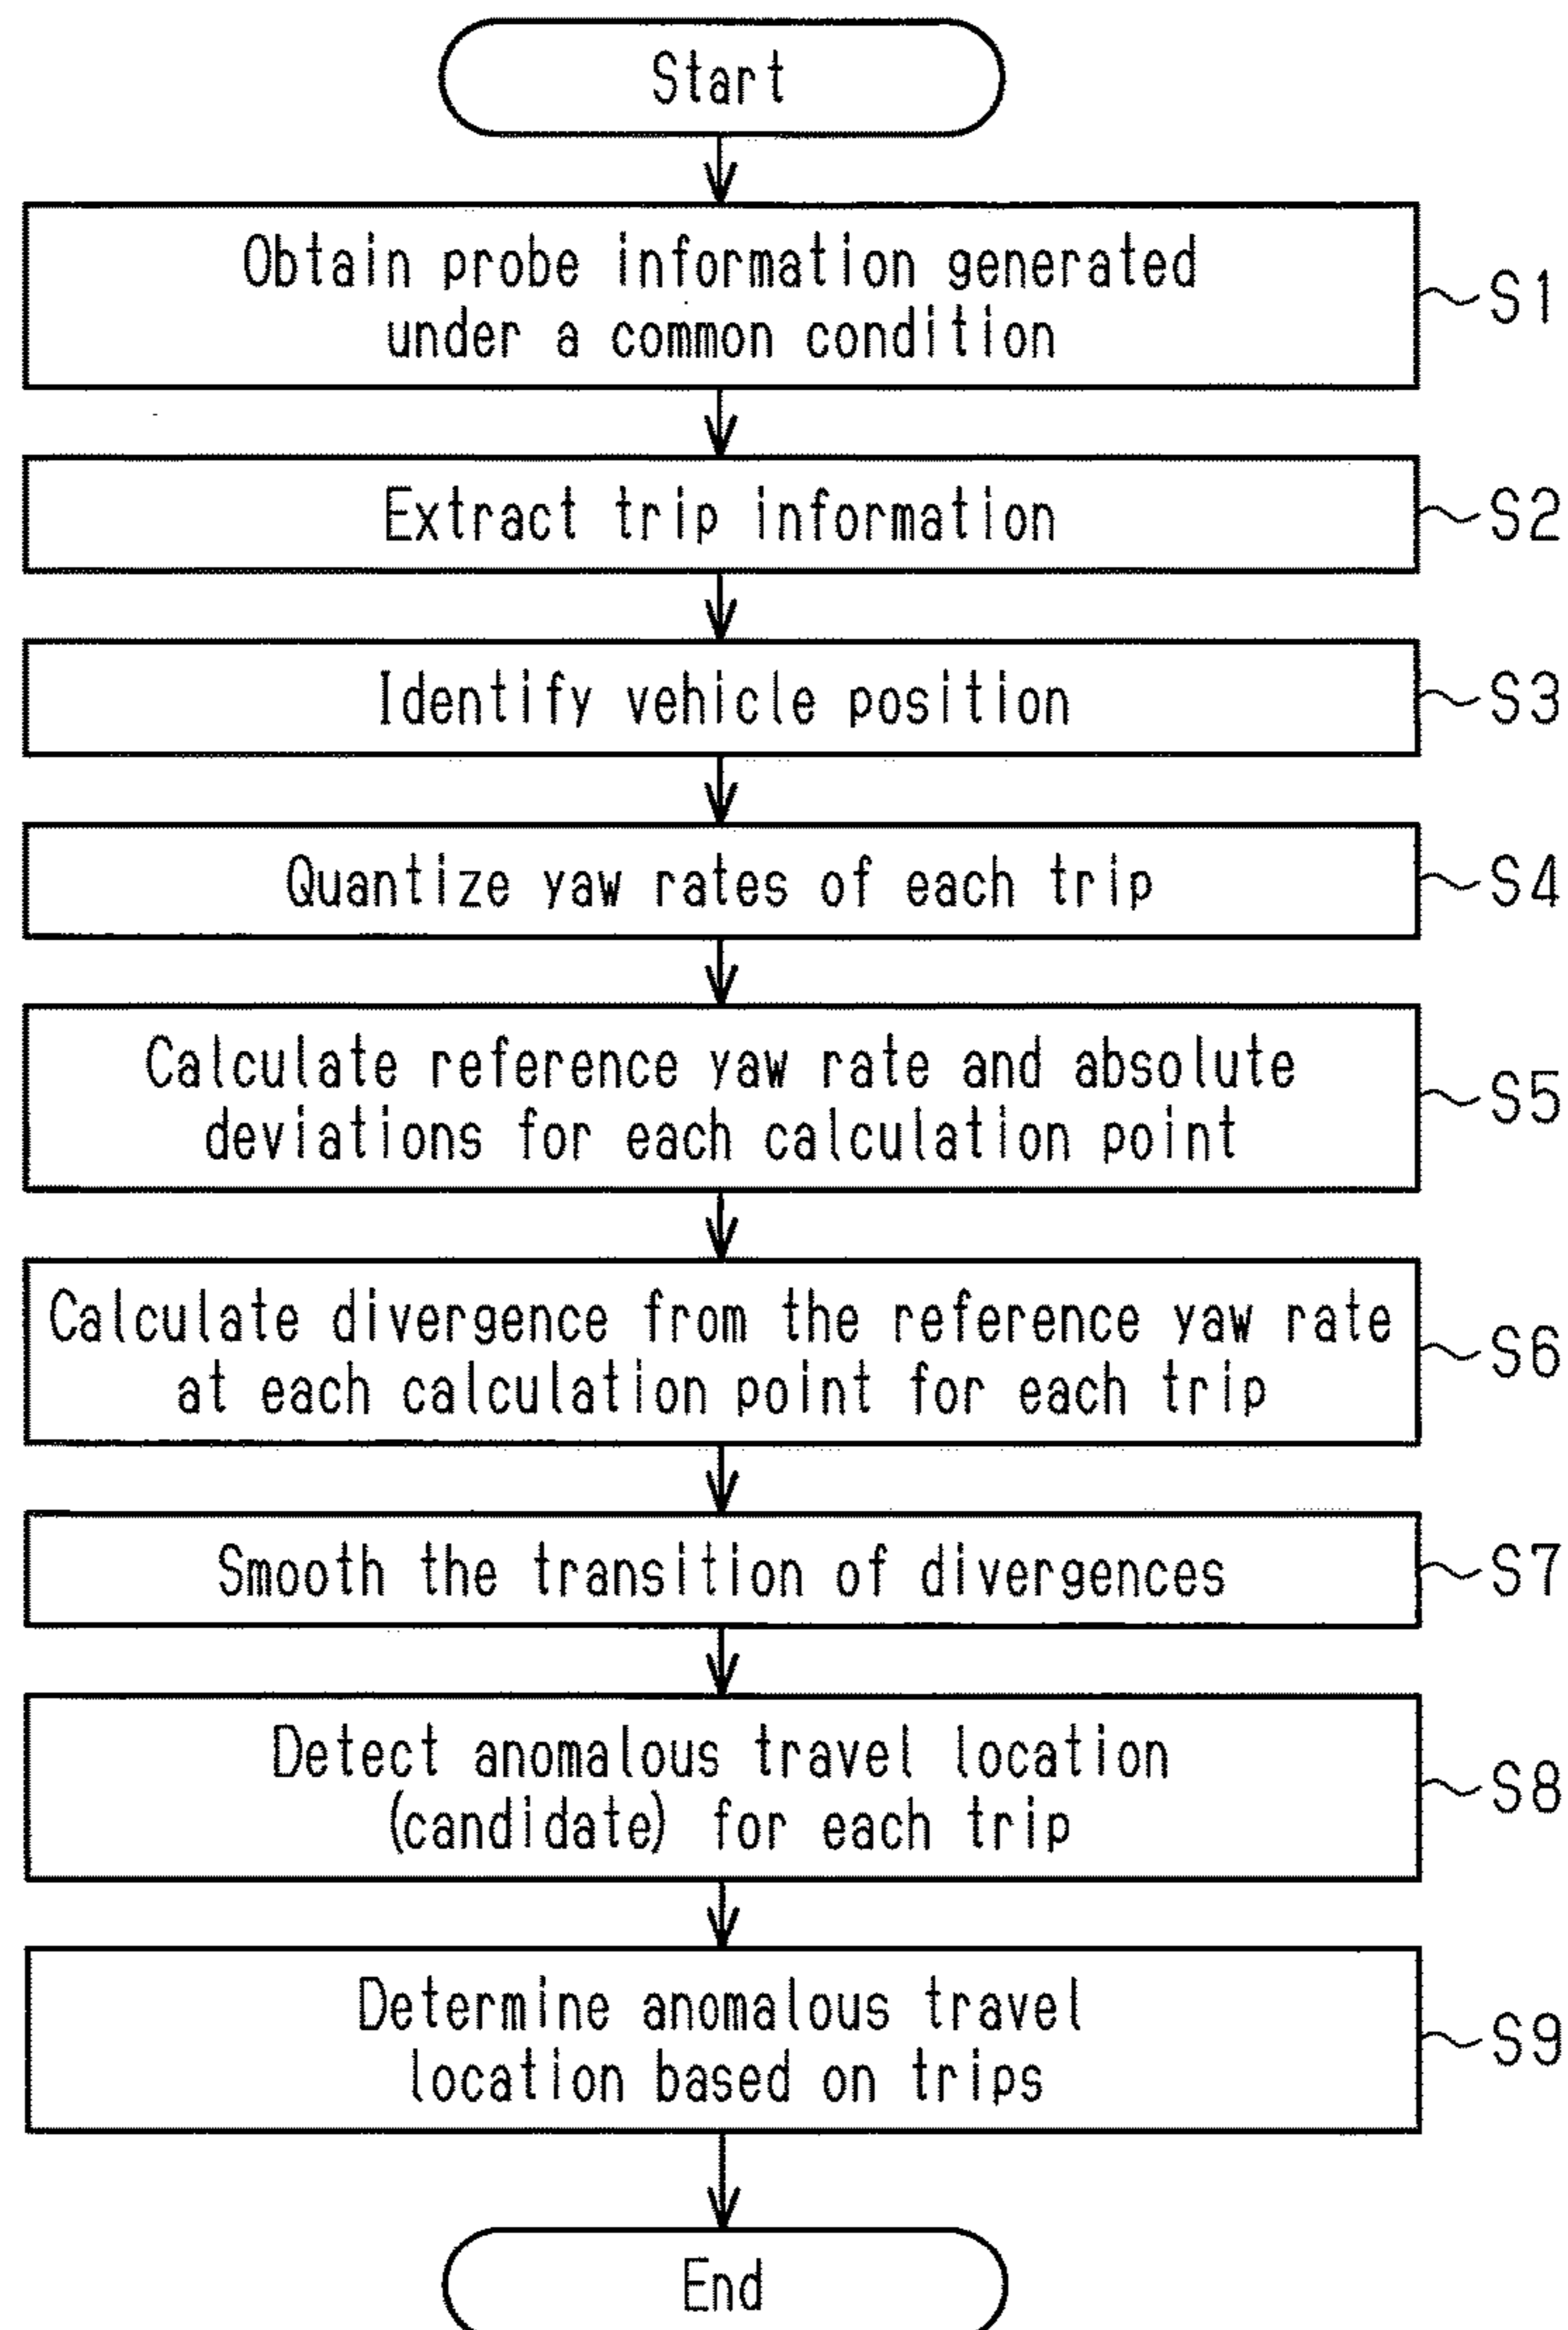 Start
Obtain probe information generated
under a common condition
S1
Extract trip information
S2
Identify vehicle position
S3
Quantize yaw rates of each trip
S4
Calculate reference yaw rate and absolute
deviations for each calculation point
S5
Calculate divergence from the reference yaw rate
at each calculation point for each trip
S6
Smooth the transition of divergences
S7
Detect anomalous travel location
(candidate) for each trip
S8
Determine anomalous travel
location based on trips
S9
End